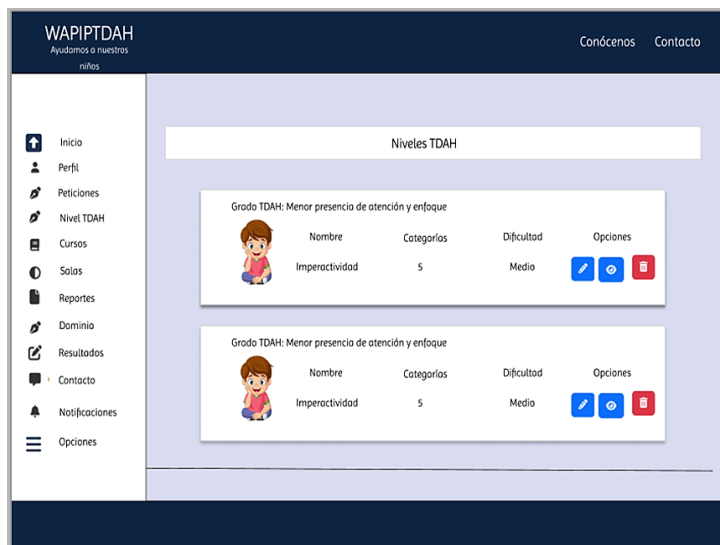 WAPIPTDAH
Ayudamos a nuestros
niños
Conócenos Contacto
Inicio
Perfil
Peticiones
Nivel TDAH
Cursos
Salas
Reportes
Dominio
Resultados
Contacto
Notificaciones
Opciones
Niveles TDAH
Grado TDAH: Menor presencia de atención y enfoque
Nombre Categorías Dificultad Opciones
Imperactividad 5 Medio
Grado TDAH: Menor presencia de atención y enfoque
Nombre Categorías Dificultad Opciones
Imperactividad 5 Medio